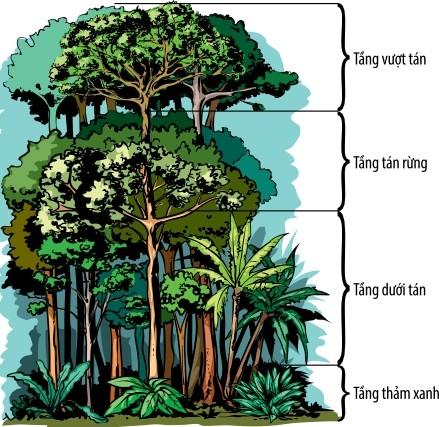 Tầng vượt tán
Tầng tán rừng
Tầng dưới tán
Tầng thảm xanh